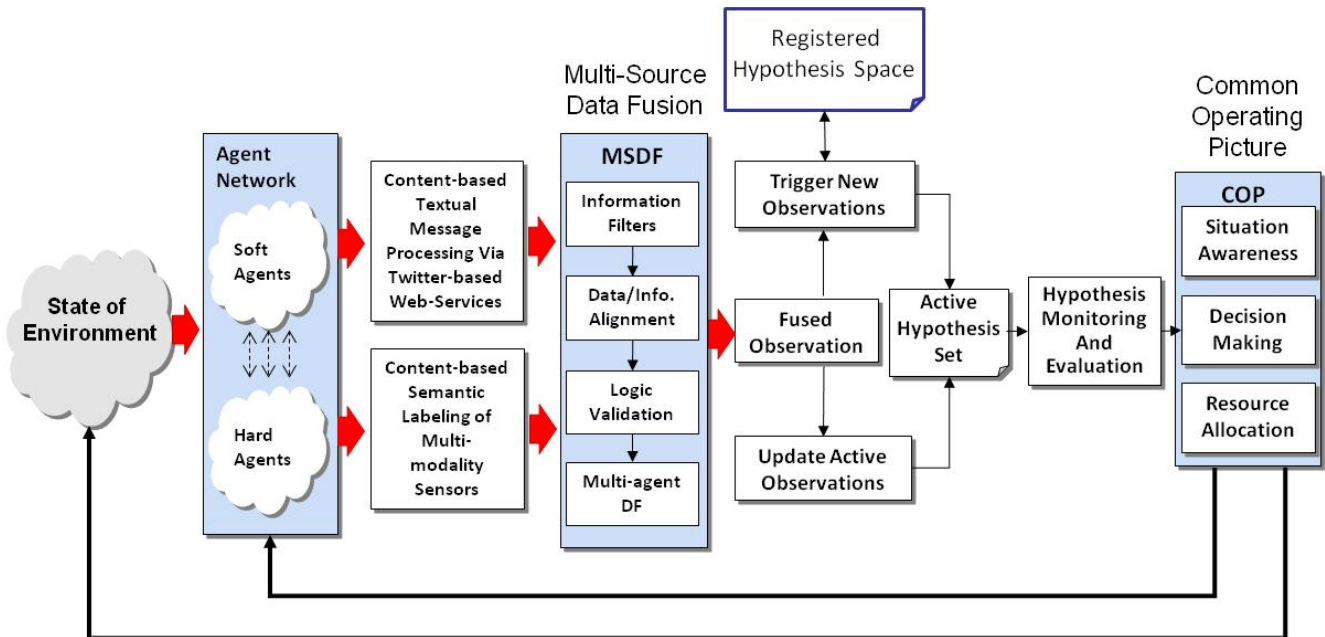 State of
Environment
Agent
Network
Soft
Agents
Hard
Agents
Content-based
Textual
Message
Processing Via
Twitter-based
Web-Services
Content-based
Semantic
Labeling of
Multi-
modality
Sensors
Multi-Source
Data Fusion
MSDF
Information
Filters
Data/Info.
Alignment
Logic
Validation
Multi-agent
DF
Registered
Hypothesis Space
Trigger New
Observations
Fused
Observation
Update Active
Observations
Active
Hypothesis
Set
Hypothesis
Monitoring
And
Evaluation
Common
Operating
Picture
COP
Situation
Awareness
Decision
Making
Resource
Allocation